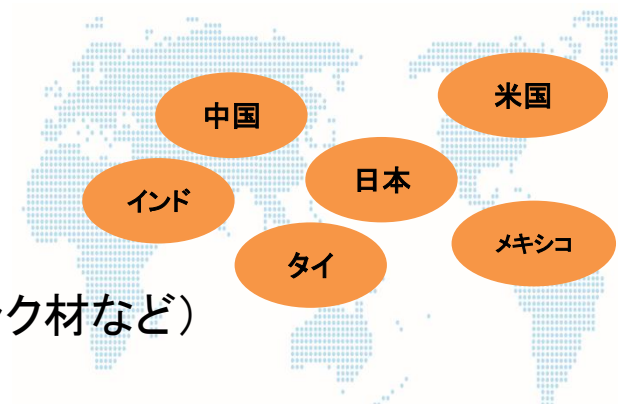 米国
中国
日本
インド
メキシコ
タイ
ク材など）